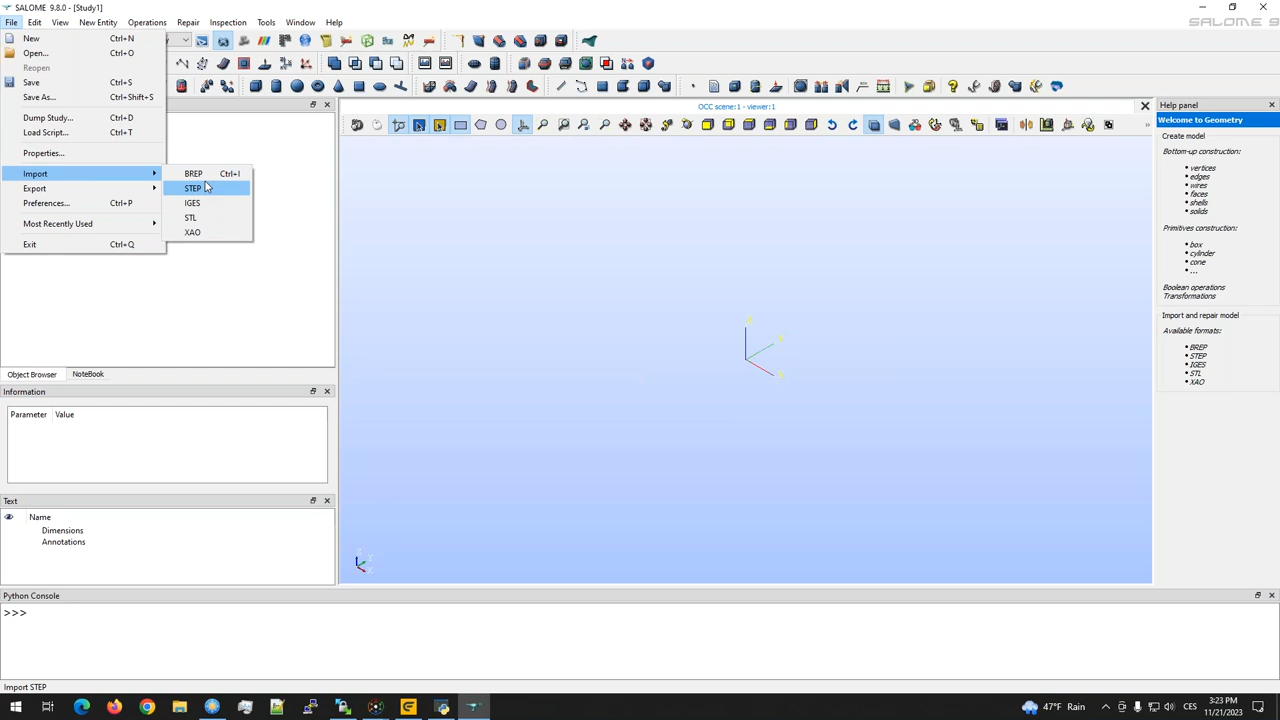 SALOME 9.8.0 - [Study1]
File Edit View New Entity Operations Repair Inspection Tools Window Help
SALOME 9
New Ctrl+N
Open... Ctrl+O
Reopen
Save Ctrl+S
Save As... Ctrl+Shift+S
Dump Study... Ctrl+D
Load Script... Ctrl+T
Properties...
Import
Export
Preferences... Ctrl+P
Most Recently Used
Exit Ctrl+Q
BREP Ctrl+I
STEP
IGES
STL
XAO
OCC scene:1 - viewer:1
Help panel
Welcome to Geometry
Create model
Bottom-up construction:
• vertices
• edges
• wires
• faces
• shells
• solids
Primitives construction:
• box
• cylinder
• cone
• ...
Boolean operations
Transformations
Import and repair model
Available formats:
• BREP
• STEP
• IGES
• STL
• XAO
Object Browser NoteBook
Information
Parameter Value
Text
Name
Dimensions
Annotations
Python Console
>>>
Import STEP
47°F Rain
CES
3:23 PM
11/21/2023